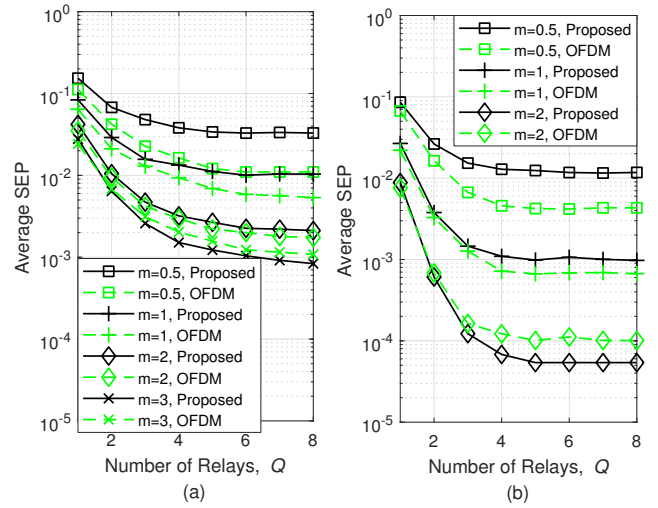 10^0
10^-1
10^-2
10^-3
10^-4
10^-5
Average SEP
m=0.5, Proposed
m=0.5, OFDM
m=1, Proposed
m=1, OFDM
m=2, Proposed
m=2, OFDM
m=3, Proposed
m=3, OFDM
2 4 6 8
Number of Relays, Q
(a)
10^0
10^-1
10^-2
10^-3
10^-4
10^-5
Average SEP
m=0.5, Proposed
m=0.5, OFDM
m=1, Proposed
m=1, OFDM
m=2, Proposed
m=2, OFDM
2 4 6 8
Number of Relays, Q
(b)